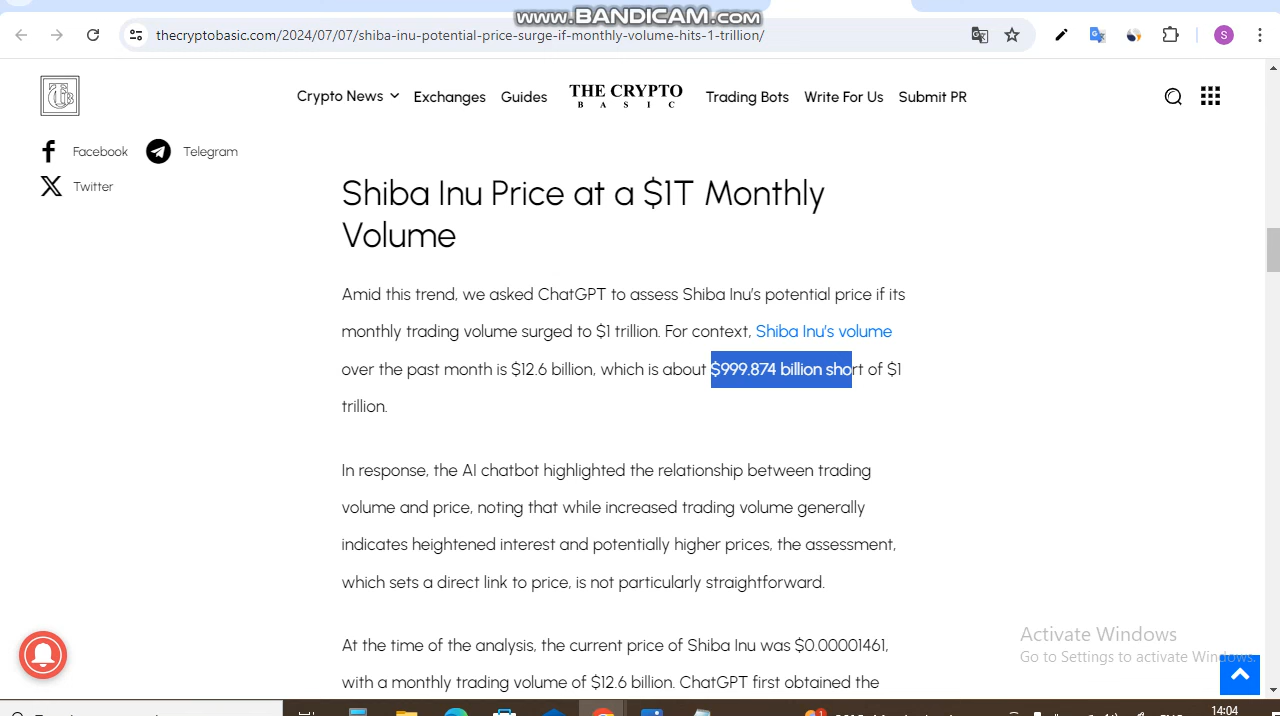 www.BANDICAM.com
thecryptobasic.com/2024/07/07/shiba-inu-potential-price-surge-if-monthly-volume-hits-1-trillion/
S
Crypto News Exchanges Guides THE CRYPTO BASIC Trading Bots Write For Us Submit PR
Facebook Telegram
Twitter
Shiba Inu Price at a $1T Monthly
Volume
Amid this trend, we asked ChatGPT to assess Shiba Inu's potential price if its
monthly trading volume surged to $1 trillion. For context, Shiba Inu's volume
over the past month is $12.6 billion, which is about $999.874 billion short of $1
trillion.
In response, the AI chatbot highlighted the relationship between trading
volume and price, noting that while increased trading volume generally
indicates heightened interest and potentially higher prices, the assessment,
which sets a direct link to price, is not particularly straightforward.
At the time of the analysis, the current price of Shiba Inu was $0.00001461,
with a monthly trading volume of $12.6 billion. ChatGPT first obtained the
Activate Windows
Go to Settings to activate Windows.
14:04